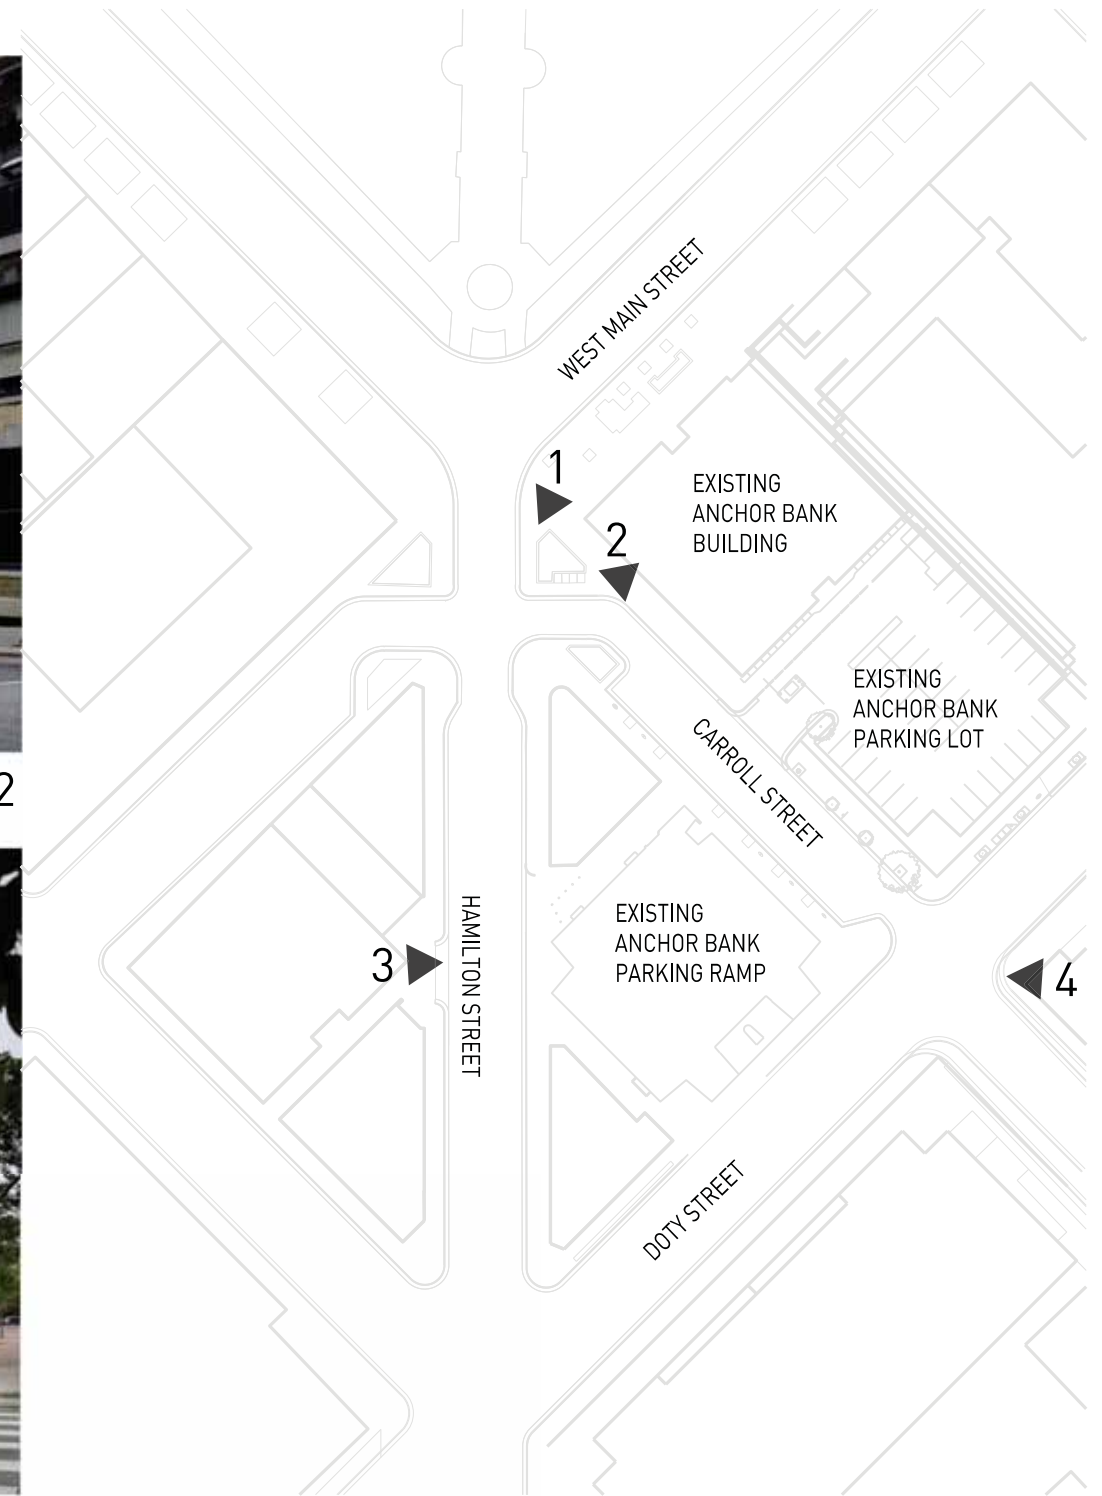 WEST MAIN STREET
1
EXISTING
ANCHOR BANK
BUILDING
2
EXISTING
ANCHOR BANK
PARKING LOT
CARROLL STREET
2
EXISTING
ANCHOR BANK
PARKING RAMP
HAMILTON STREET
3
4
DOTY STREET